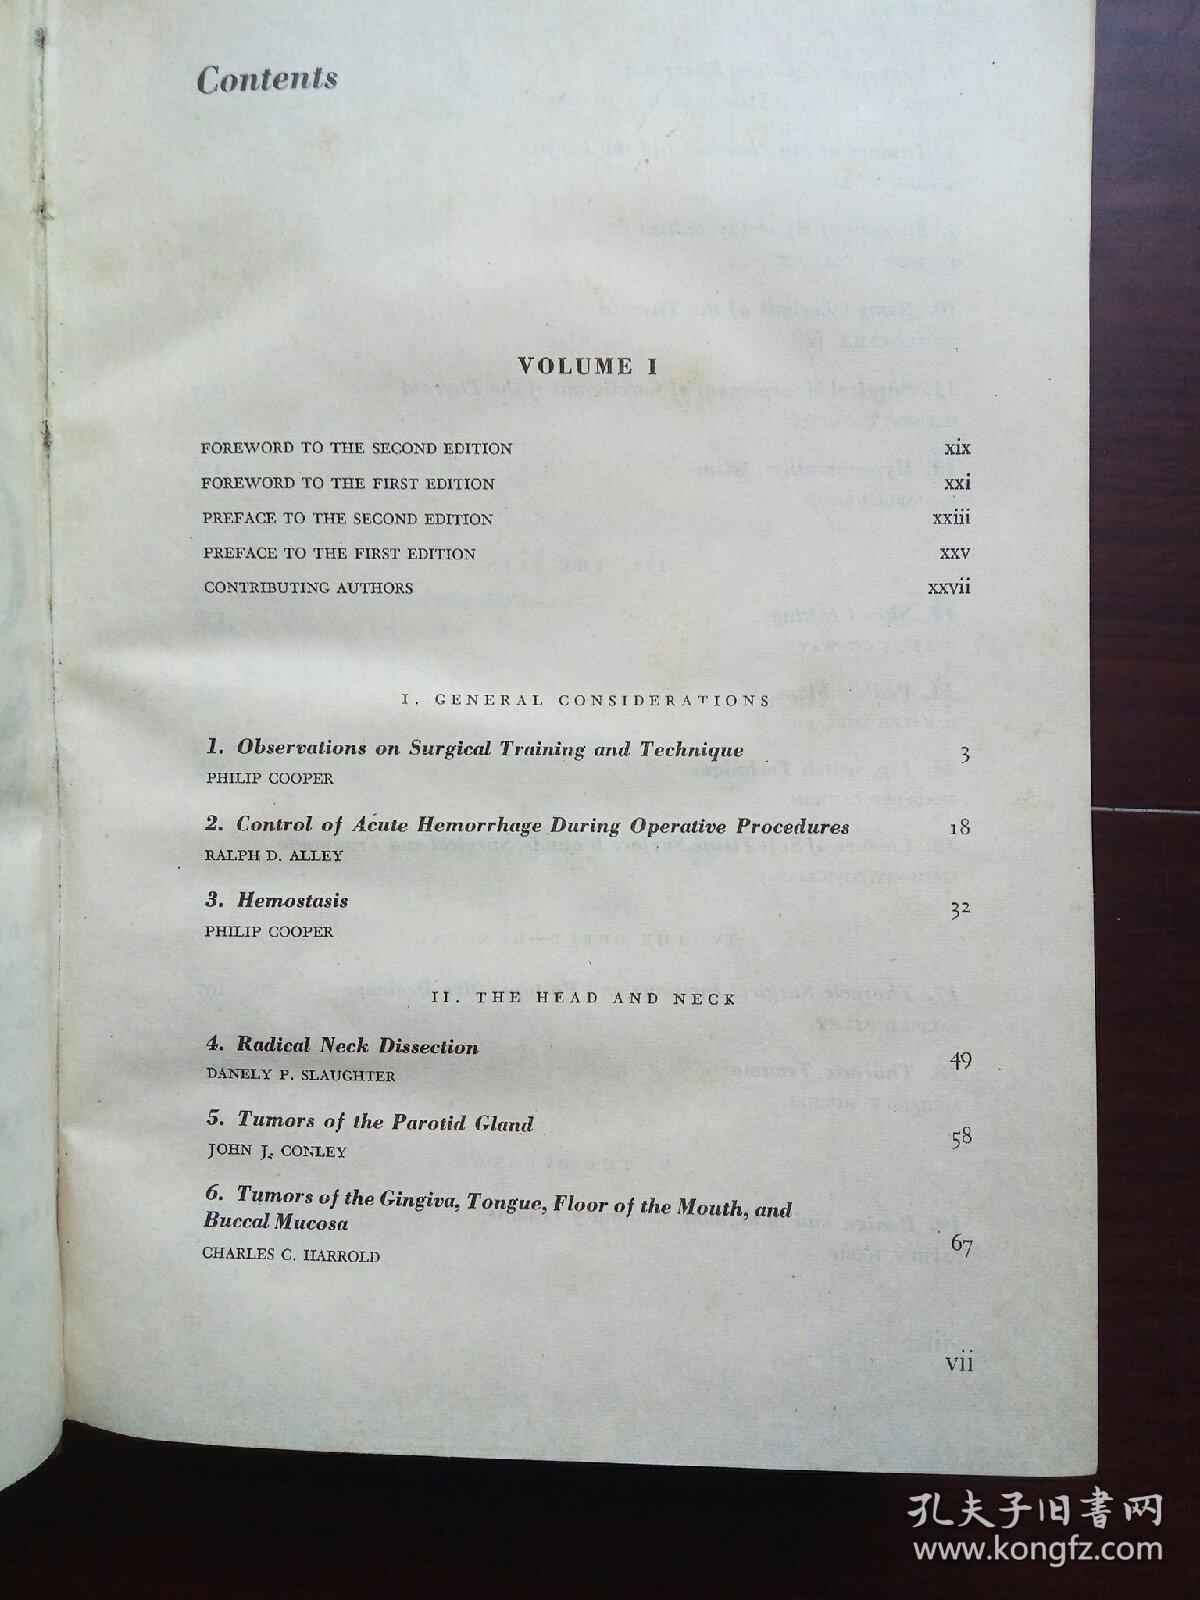 Contents
VOLUME I
FOREWORD TO THE SECOND EDITION xix
FOREWORD TO THE FIRST EDITION xxi
PREFACE TO THE SECOND EDITION xxiii
PREFACE TO THE FIRST EDITION xxv
CONTRIBUTING AUTHORS xxvii
I. GENERAL CONSIDERATIONS
1. Observations on Surgical Training and Technique 3
PHILIP COOPER
2. Control of Acute Hemorrhage During Operative Procedures 18
RALPH D. ALLEY
3. Hemostasis 32
PHILIP COOPER
II. THE HEAD AND NECK
4. Radical Neck Dissection 49
DANELY P. SLAUGHTER
5. Tumors of the Parotid Gland 58
JOHN J. CONLEY
6. Tumors of the Gingiva, Tongue, Floor of the Mouth, and
Buccal Mucosa 67
CHARLES C. HARROLD
vii
孔夫子旧书网
www.kongfz.com